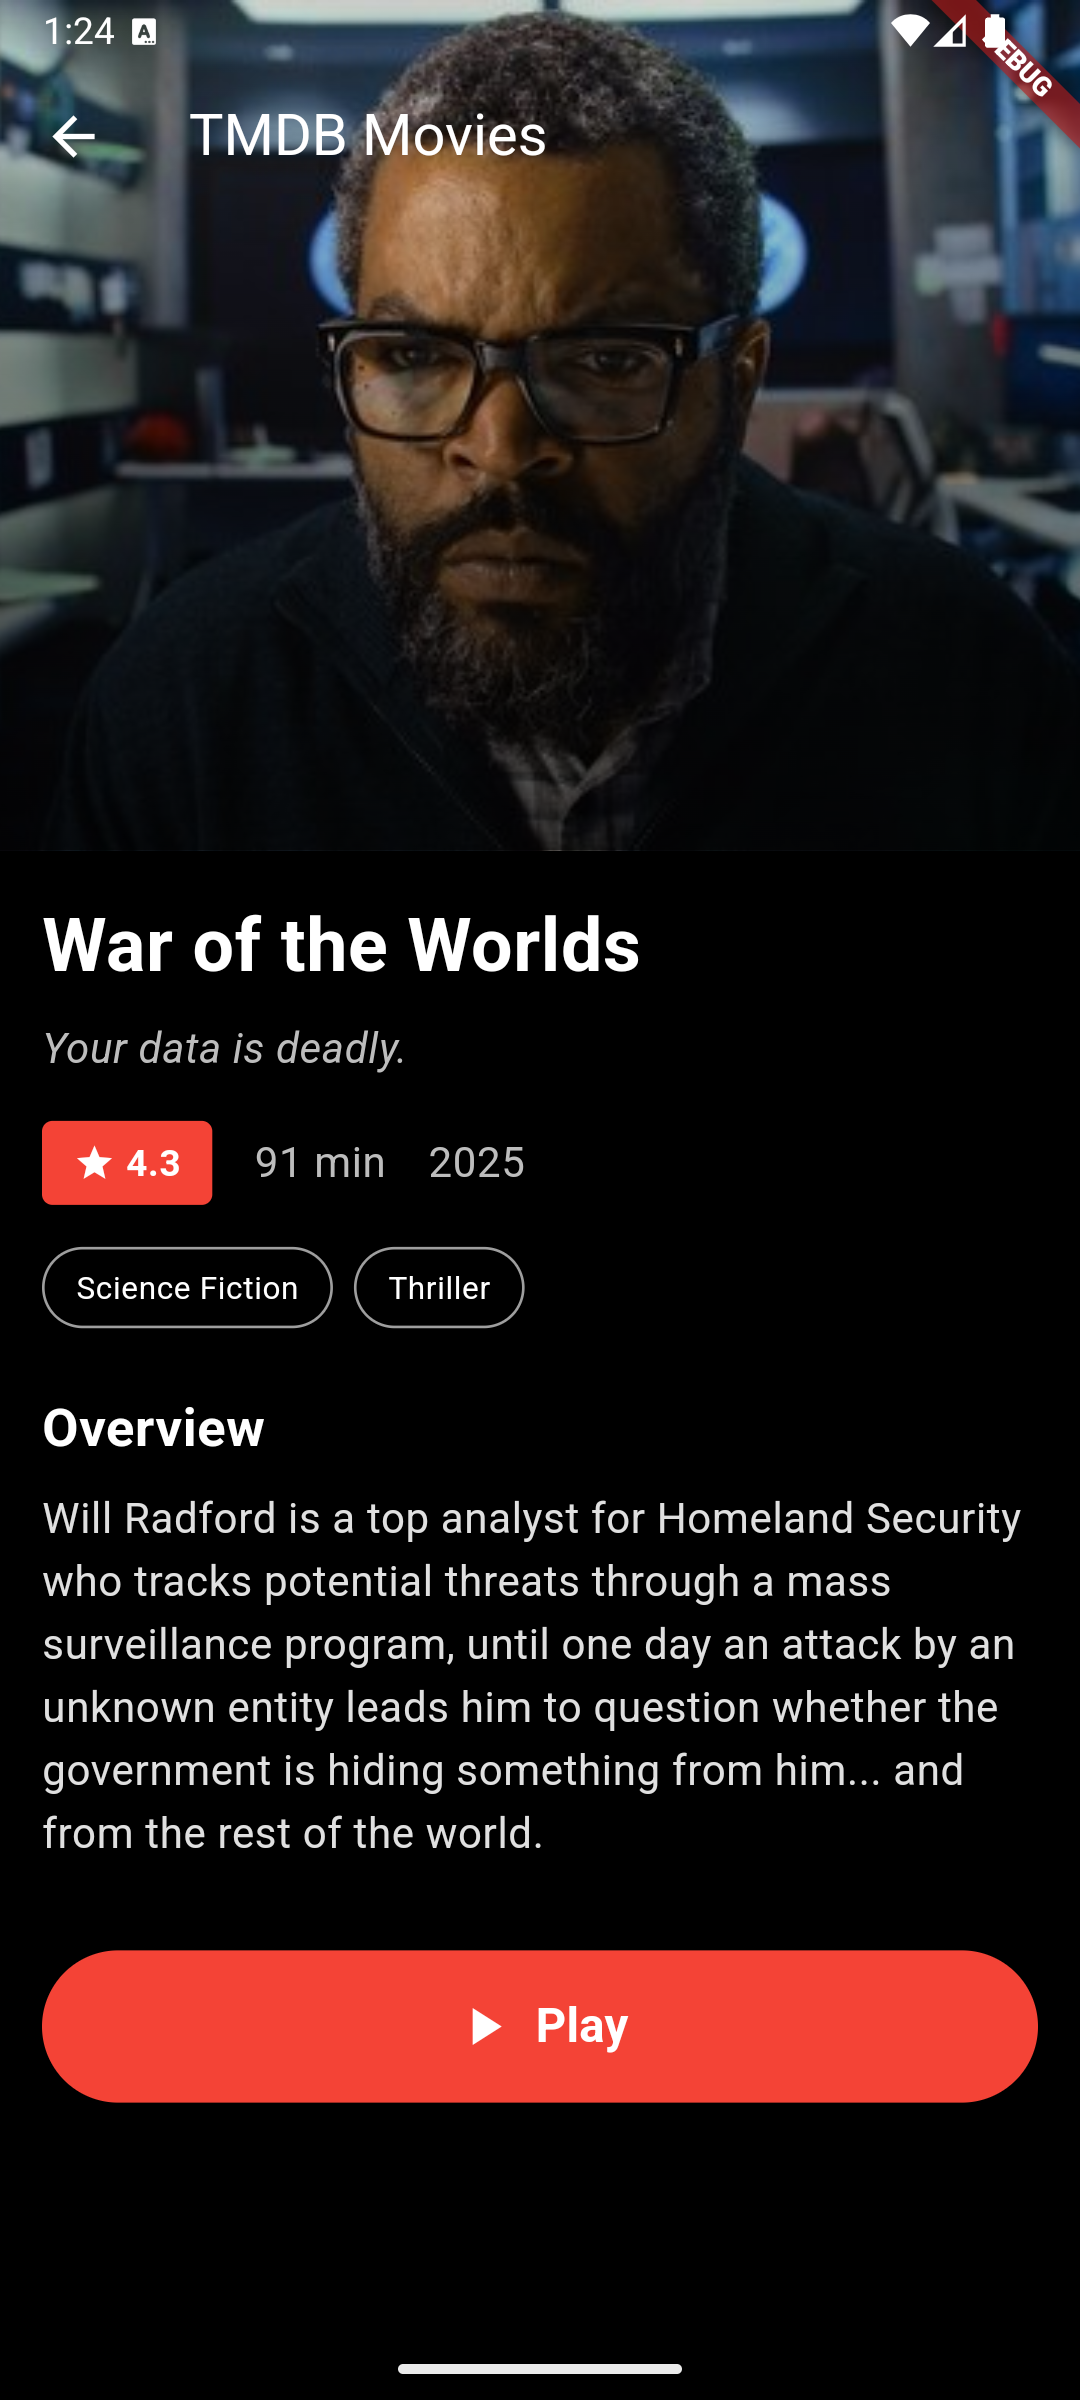 1:24 A
EBUG
TMDB Movies
War of the Worlds
Your data is deadly.
4.3 91 min 2025
Science Fiction Thriller
Overview
Will Radford is a top analyst for Homeland Security
who tracks potential threats through a mass
surveillance program, until one day an attack by an
unknown entity leads him to question whether the
government is hiding something from him... and
from the rest of the world.
Play